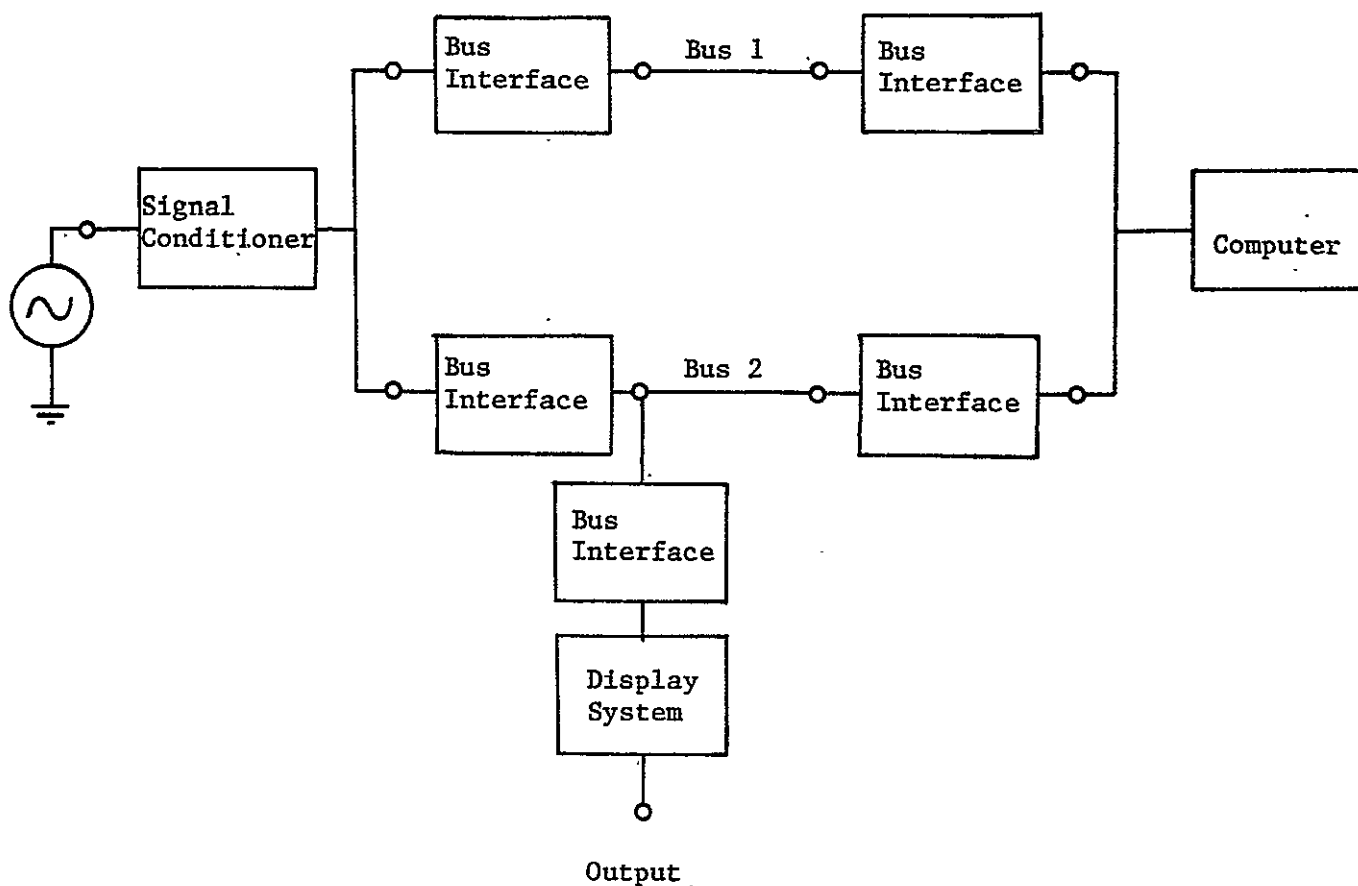 Bus
Interface
Bus 1
Bus
Interface
Signal
Conditioner
Computer
Bus
Interface
Bus 2
Bus
Interface
Bus
Interface
Display
System
Output